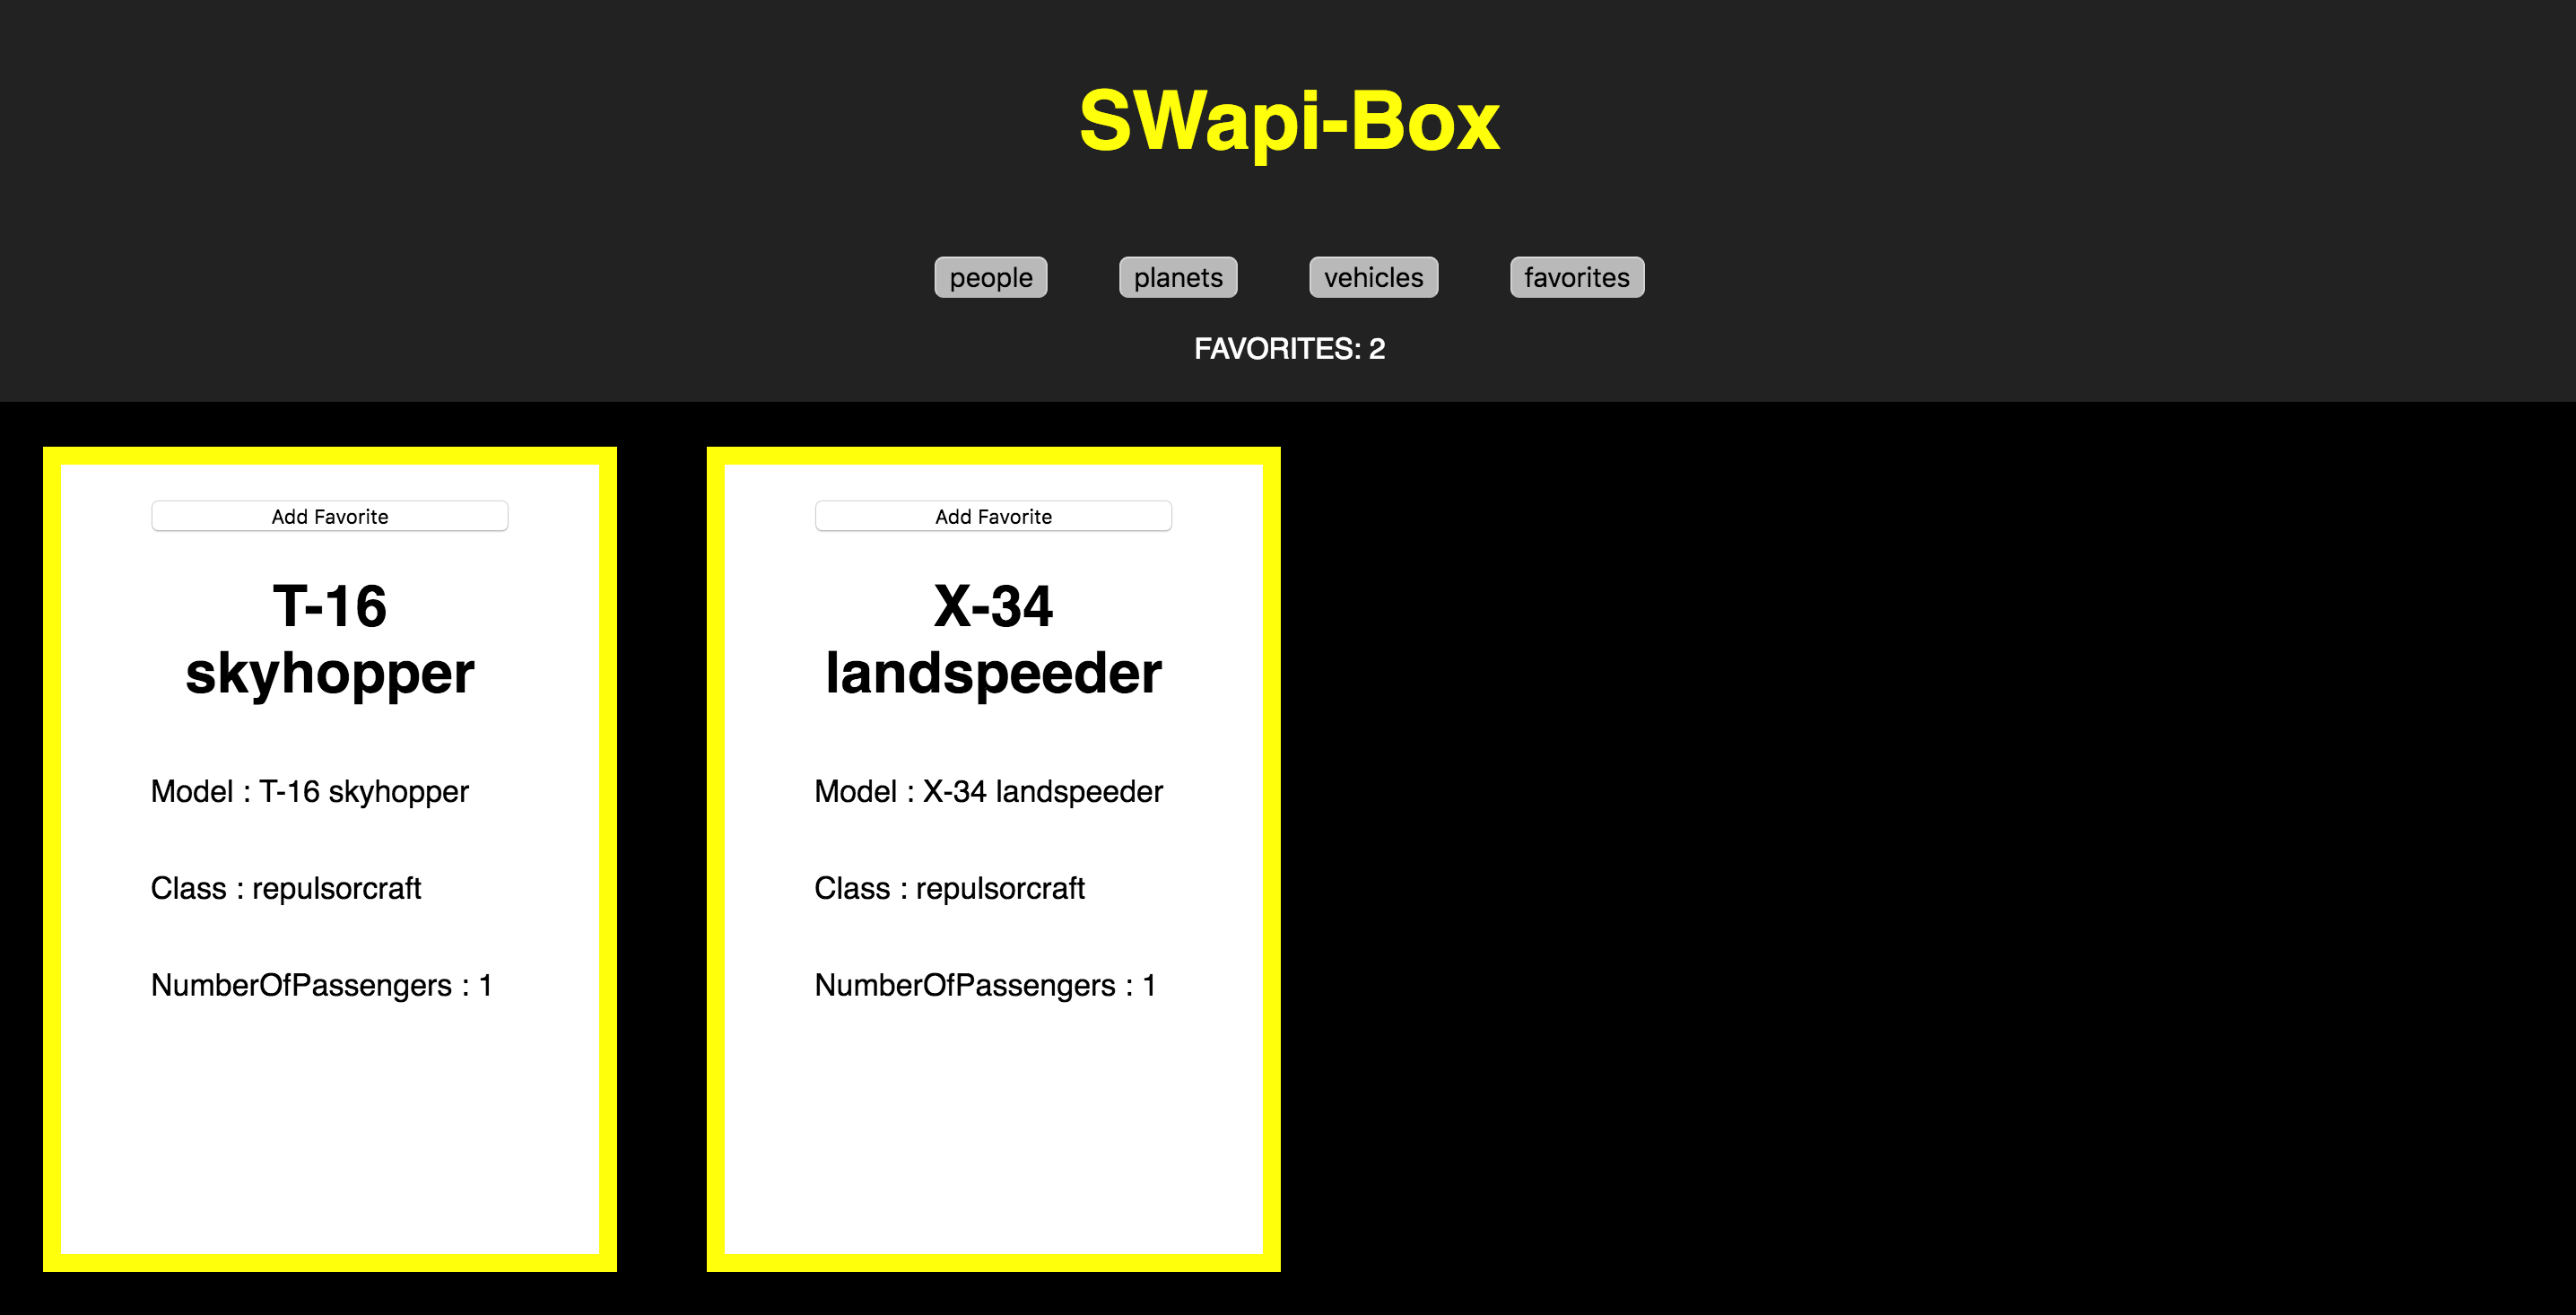 SWapi-Box
people planets vehicles favorites
FAVORITES: 2
Add Favorite
T-16
skyhopper
Model : T-16 skyhopper
Class : repulsorcraft
NumberOfPassengers : 1
Add Favorite
X-34
landspeeder
Model : X-34 landspeeder
Class : repulsorcraft
NumberOfPassengers : 1